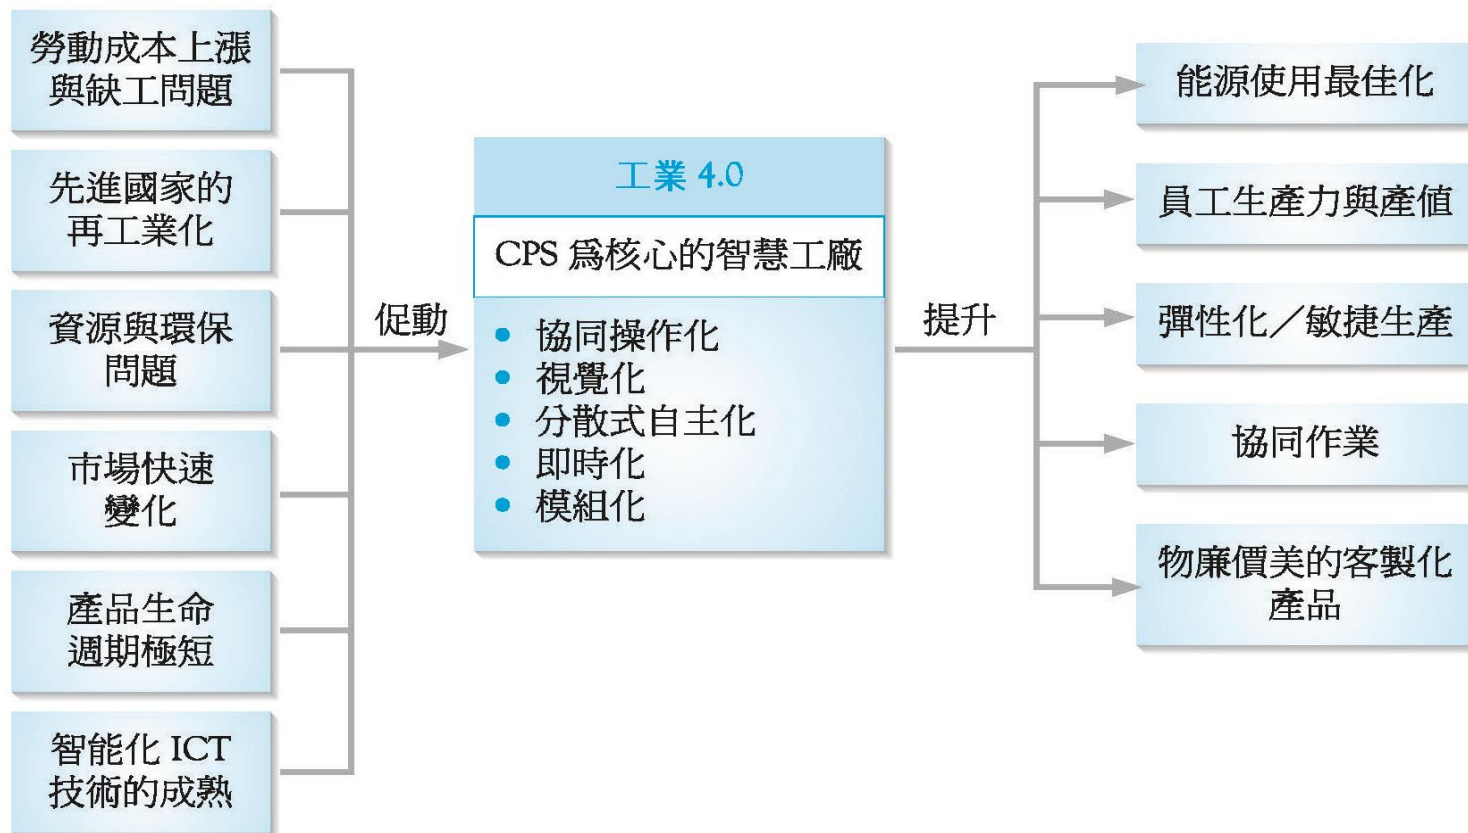 勞動成本上漲
與缺工問題
先進國家的
再工業化
資源與環保
問題
市場快速
變化
產品生命
週期極短
智能化 ICT
技術的成熟
促動
工業 4.0
CPS 爲核心的智慧工廠
• 協同操作化
• 視覺化
• 分散式自主化
• 即時化
• 模組化
提升
能源使用最佳化
員工生產力與產值
彈性化／敏捷生產
協同作業
物廉價美的客製化
產品